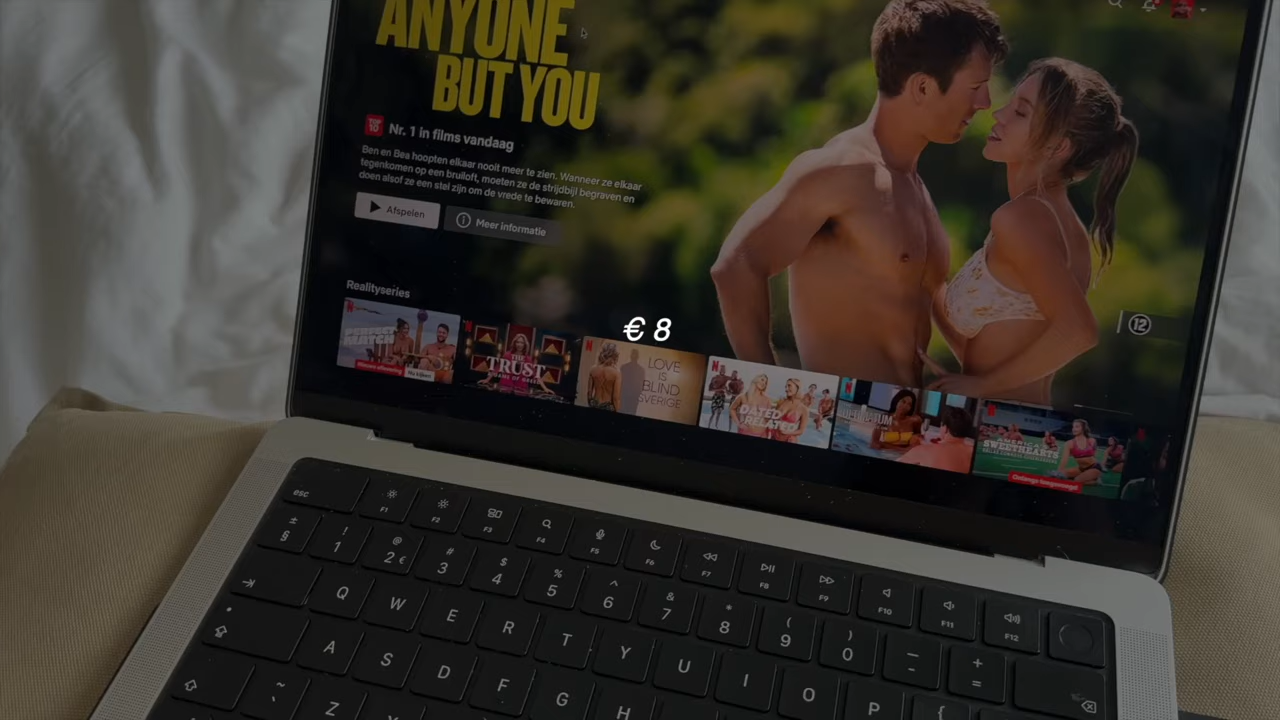 ANYONE
BUT YOU
TOP
10
Nr. 1 in films vandaag
Ben en Bea hoopten elkaar nooit meer te zien. Wanneer ze elkaar
tegenkomen op een bruiloft, moeten ze de strijdbijl begraven en
doen alsof ze een stel zijn om de vrede te bewaren.
Afspelen
Meer informatie
12
Realityseries
€ 8
PERFECT
MATCH
THE
TRUST
LOVE
IS
BLIND
SVERIGE
DATED
RELATED
AMERICA'S
SWEETHEARTS
esc
F1
F2
F3
F4
F5
F6
F7
F8
F9
F10
F11
F12
± ! @ # $ % ^ & * ( ) _ +
§ 1 2 € 3 4 5 6 7 8 9 0 - =
Q W E R T Y U I O P {
A S D F G H
~ Z